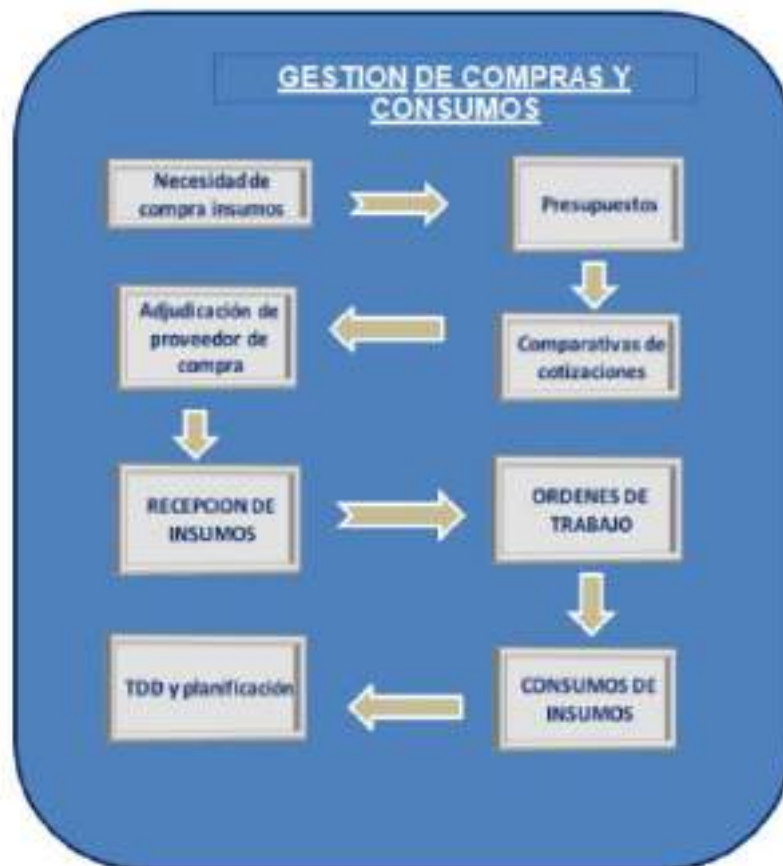 GESTION DE COMPRAS Y
CONSUMOS
Necesidad de
compra insumos
Presupuestos
Adjudicación de
proveedor de
compra
Comparativas de
cotizaciones
RECEPCION DE
INSUMOS
ORDENES DE
TRABAJO
TDD y planificación
CONSUMOS DE
INSUMOS